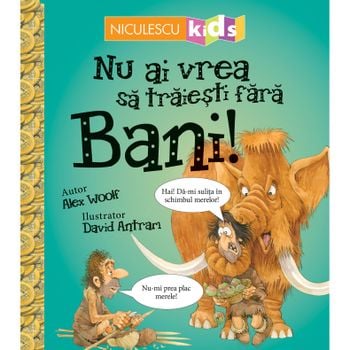 NICULESCU kids
Nu ai vrea
să trăiești fără
Bani!
Autor
Alex Woolf
Ilustrator
David Antram
Hai! Dă-mi sulița în
schimbul merelor!
Nu-mi prea plac
merele!